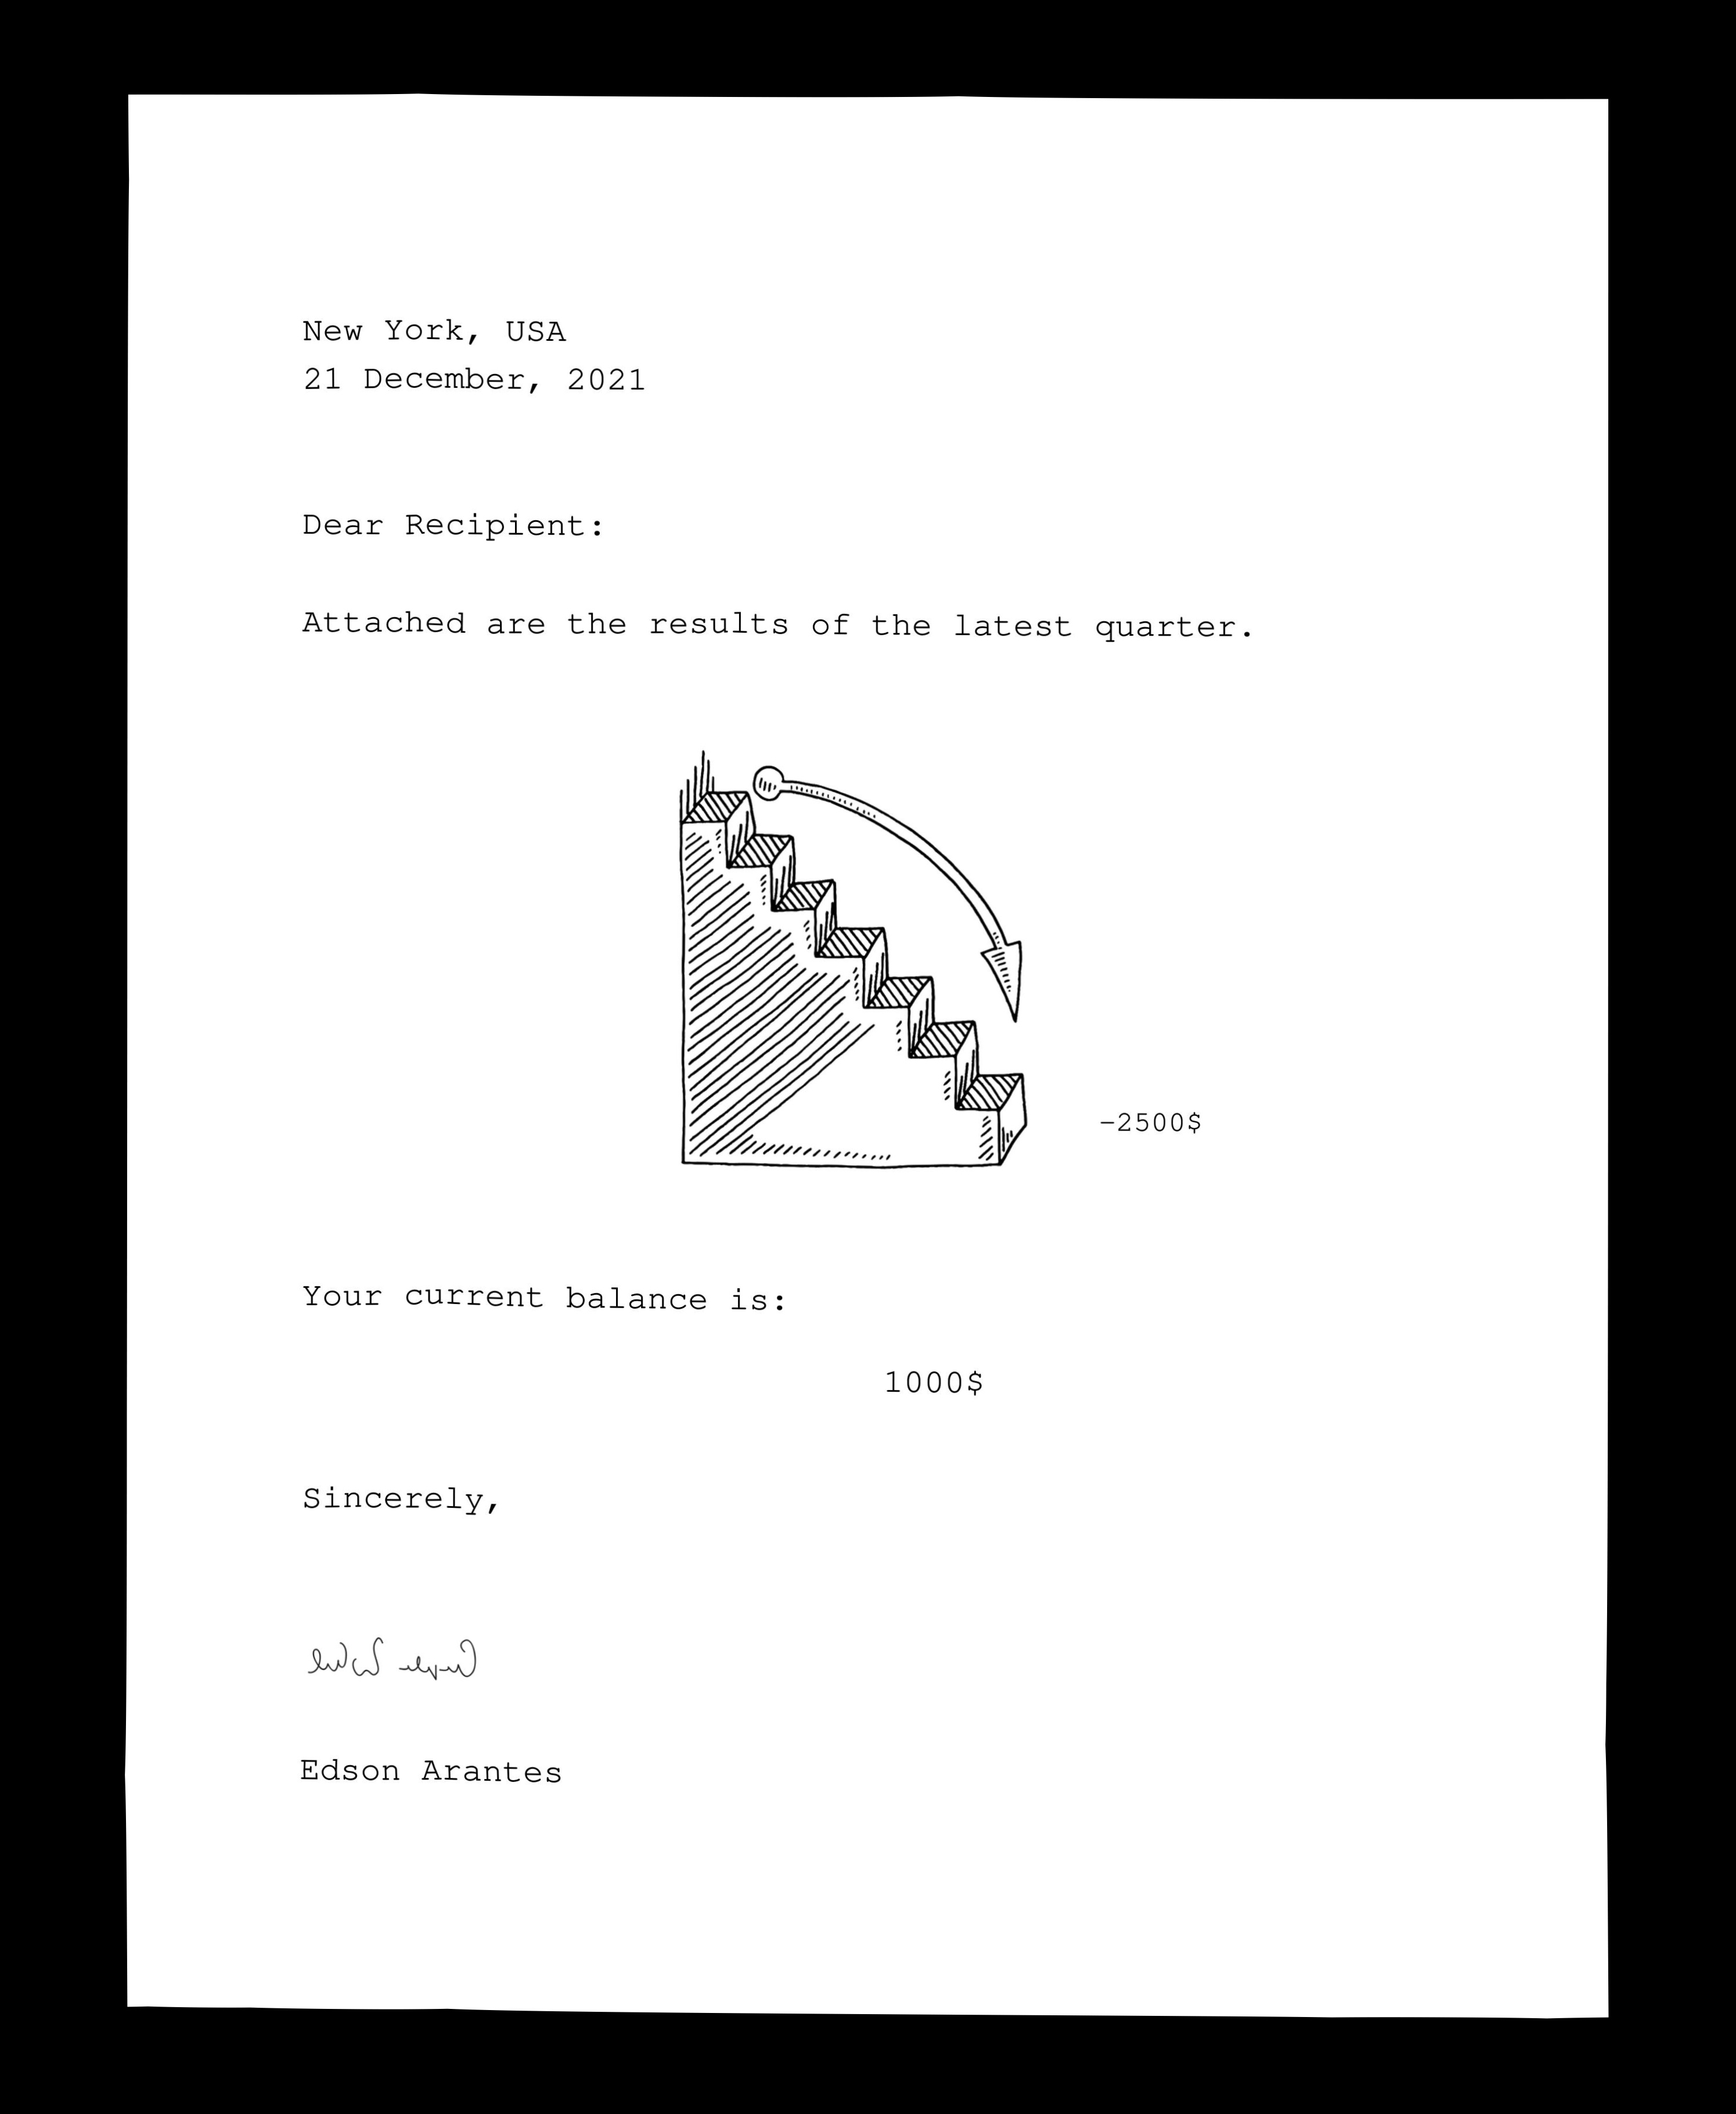 New York, USA
21 December, 2021
Dear Recipient:
Attached are the results of the latest quarter.
-2500$
Your current balance is:
1000$
Sincerely,
Edson Arantes